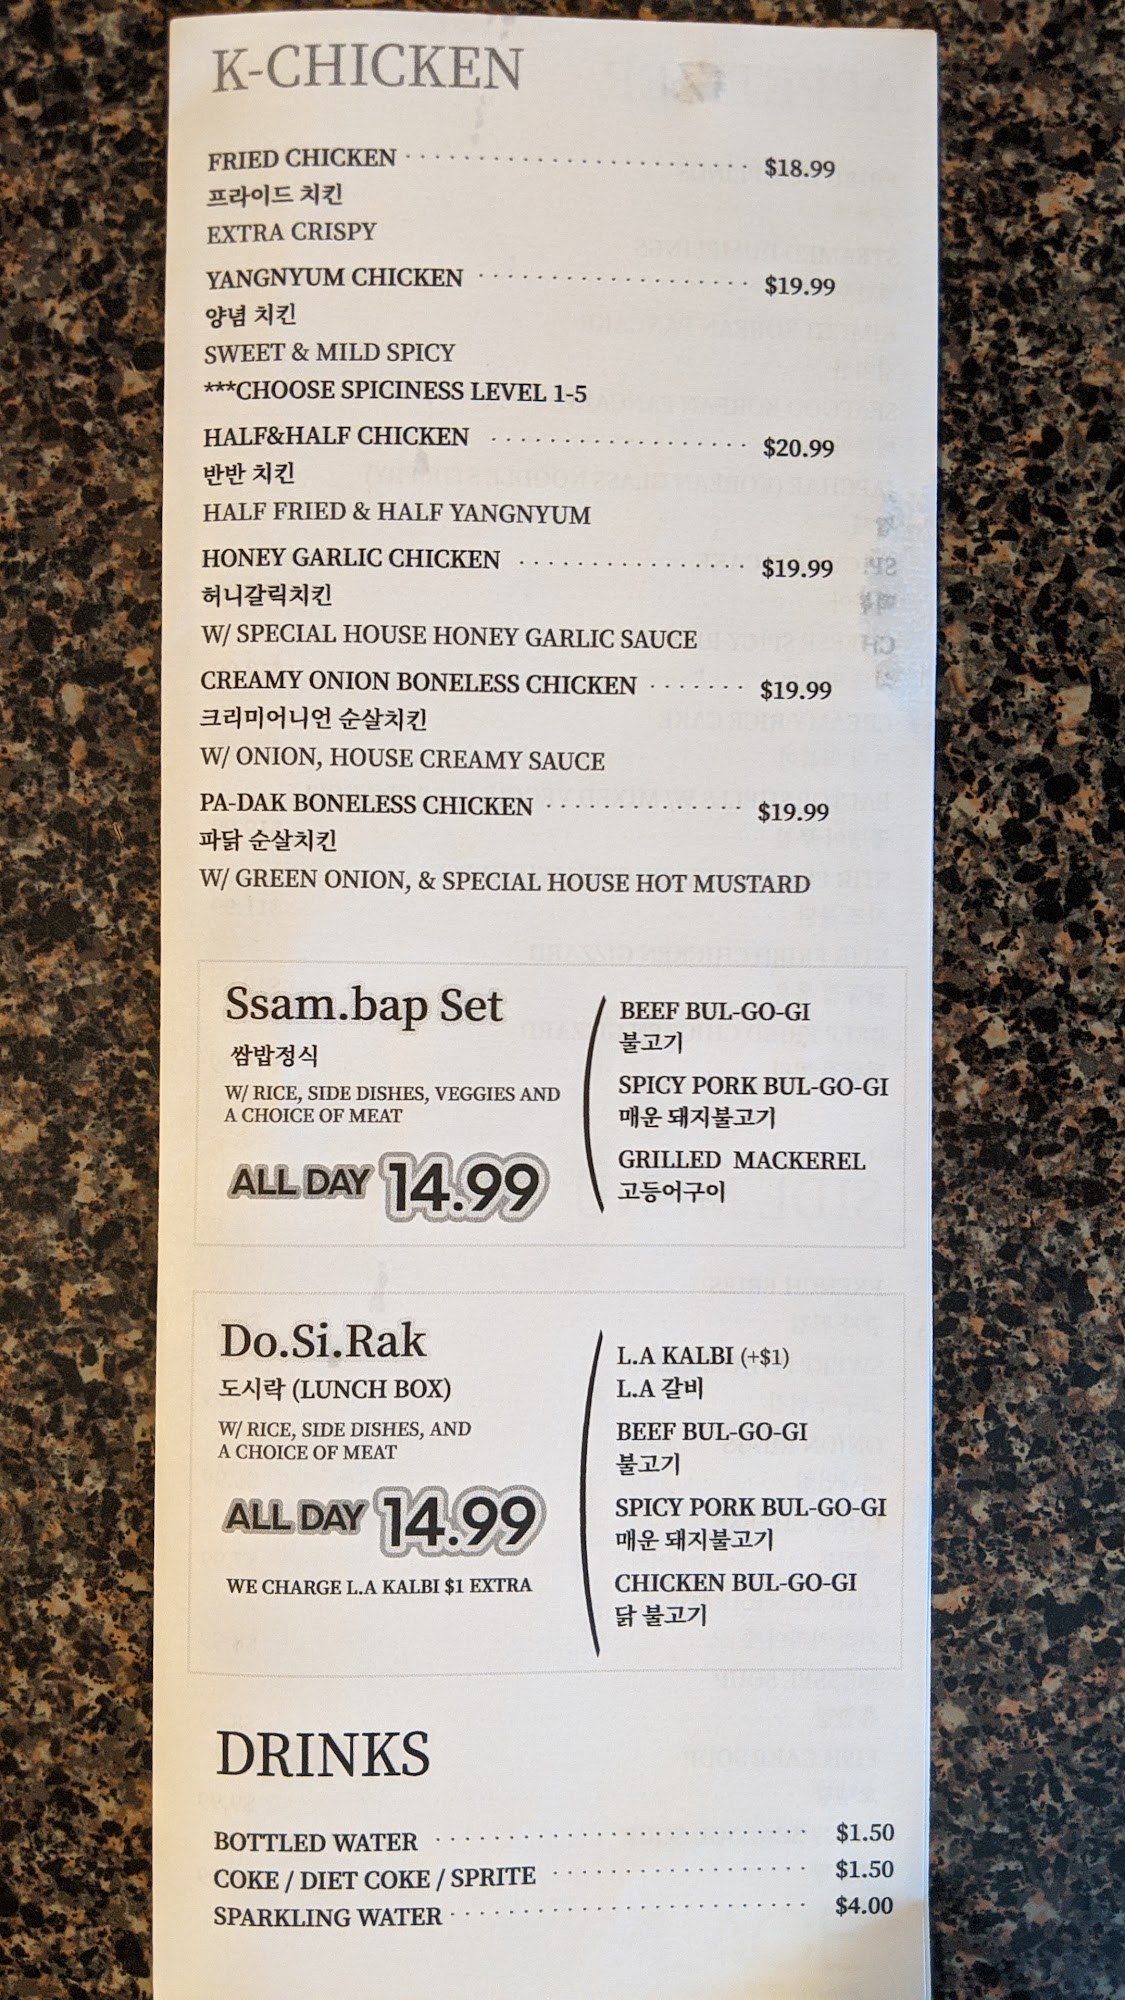 K-CHICKEN
FRIED CHICKEN $18.99
프라이드 치킨
EXTRA CRISPY
YANGNYUM CHICKEN $19.99
양념 치킨
SWEET & MILD SPICY
***CHOOSE SPICINESS LEVEL 1-5
HALF&HALF CHICKEN $20.99
반반 치킨
HALF FRIED & HALF YANGNYUM
HONEY GARLIC CHICKEN $19.99
허니갈릭치킨
W/ SPECIAL HOUSE HONEY GARLIC SAUCE
CREAMY ONION BONELESS CHICKEN $19.99
크리미어니언 순살치킨
W/ ONION, HOUSE CREAMY SAUCE
PA-DAK BONELESS CHICKEN $19.99
파닭 순살치킨
W/ GREEN ONION, & SPECIAL HOUSE HOT MUSTARD
Ssam.bap Set
쌈밥정식
W/ RICE, SIDE DISHES, VEGGIES AND
A CHOICE OF MEAT
ALL DAY 14.99
BEEF BUL-GO-GI
불고기
SPICY PORK BUL-GO-GI
매운 돼지불고기
GRILLED MACKEREL
고등어구이
Do.Si.Rak
도시락 (LUNCH BOX)
W/ RICE, SIDE DISHES, AND
A CHOICE OF MEAT
ALL DAY 14.99
WE CHARGE L.A KALBI $1 EXTRA
L.A KALBI (+$1)
L.A 갈비
BEEF BUL-GO-GI
불고기
SPICY PORK BUL-GO-GI
매운 돼지불고기
CHICKEN BUL-GO-GI
닭 불고기
DRINKS
BOTTLED WATER $1.50
COKE / DIET COKE / SPRITE $1.50
SPARKLING WATER $4.00